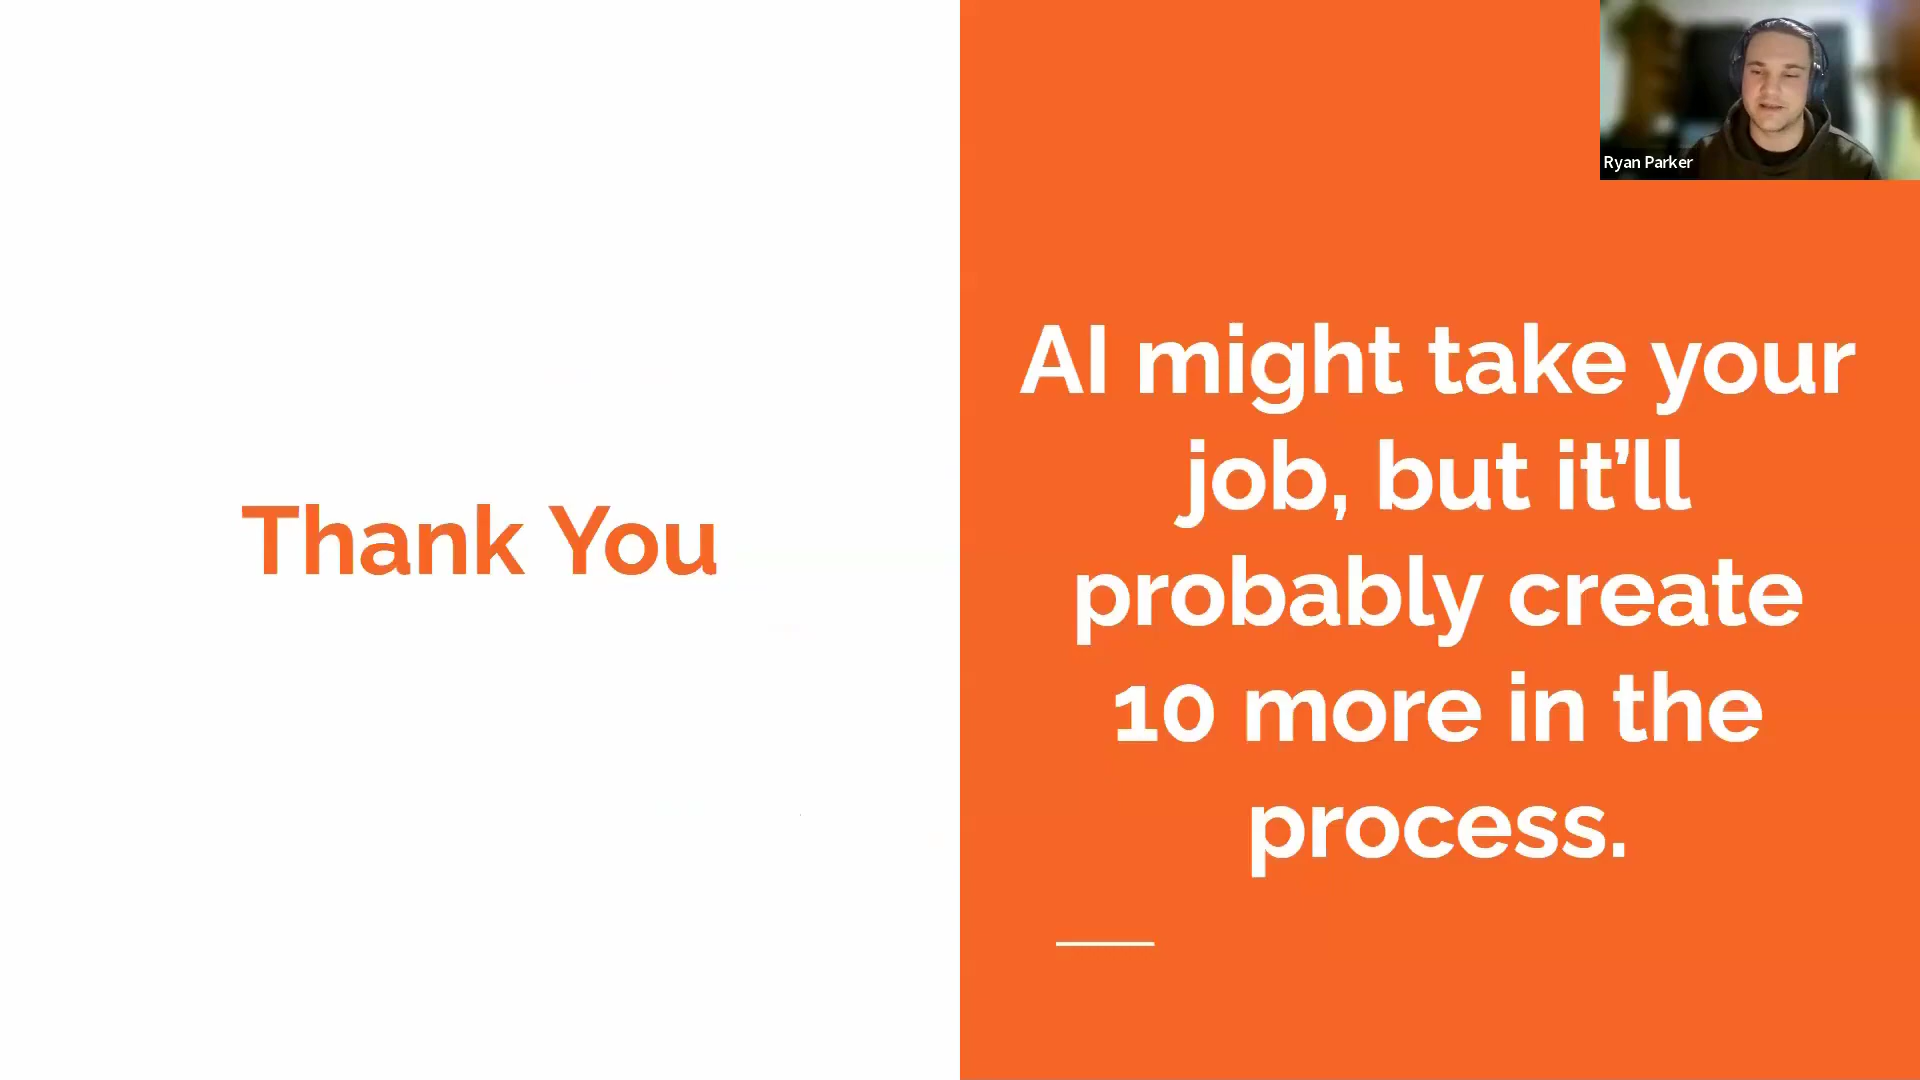 Thank You
AI might take your
job, but it’ll
probably create
10 more in the
process.
Ryan Parker